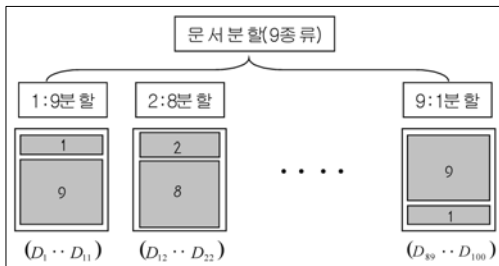 문서분할(9종류)
1:9분할 2:8분할 9:1분할
1 2 9
9 8 1
· · · ·
(D₁ ·· D₁₁) (D₁₂ ·· D₂₂) (D₈₉ ·· D₁₀₀)